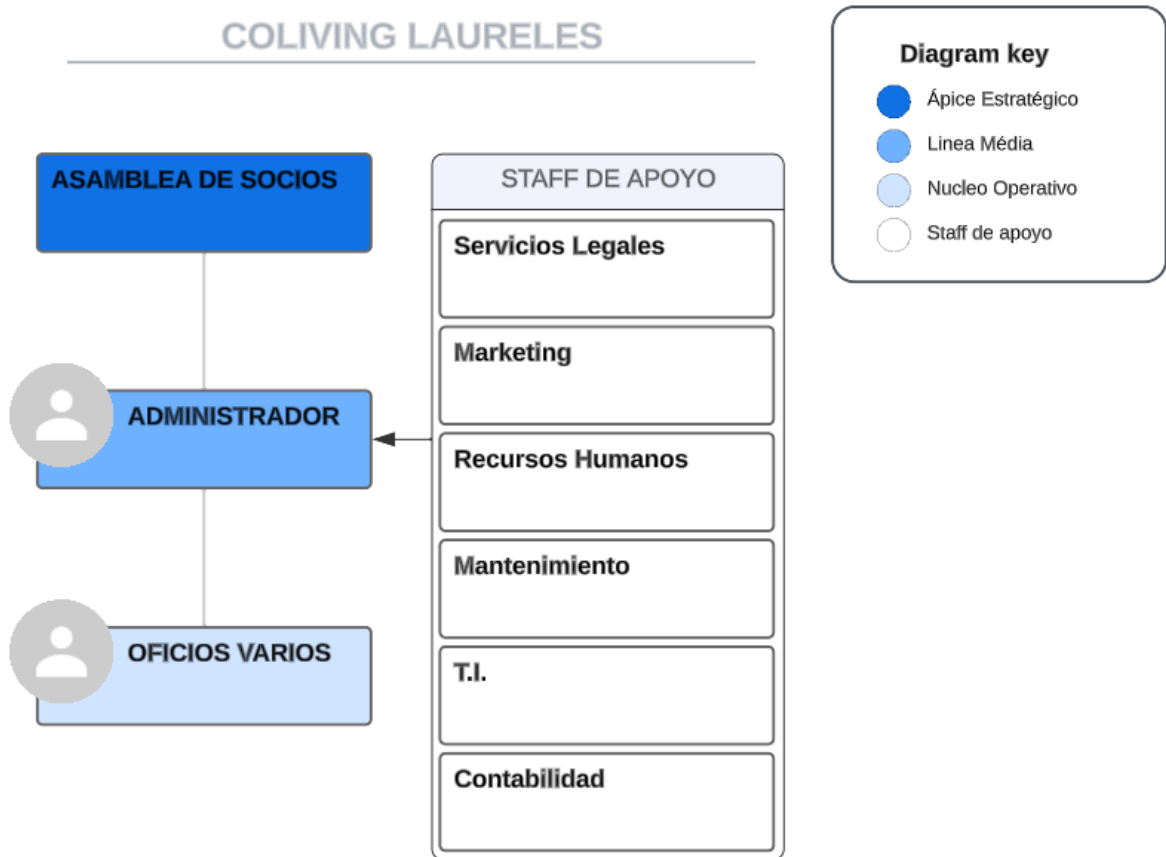 COLIVING LAURELES
Diagram key
Ápice Estratégico
Linea Média
Nucleo Operativo
Staff de apoyo
ASAMBLEA DE SOCIOS
ADMINISTRADOR
OFICIOS VARIOS
STAFF DE APOYO
Servicios Legales
Marketing
Recursos Humanos
Mantenimiento
T.I.
Contabilidad